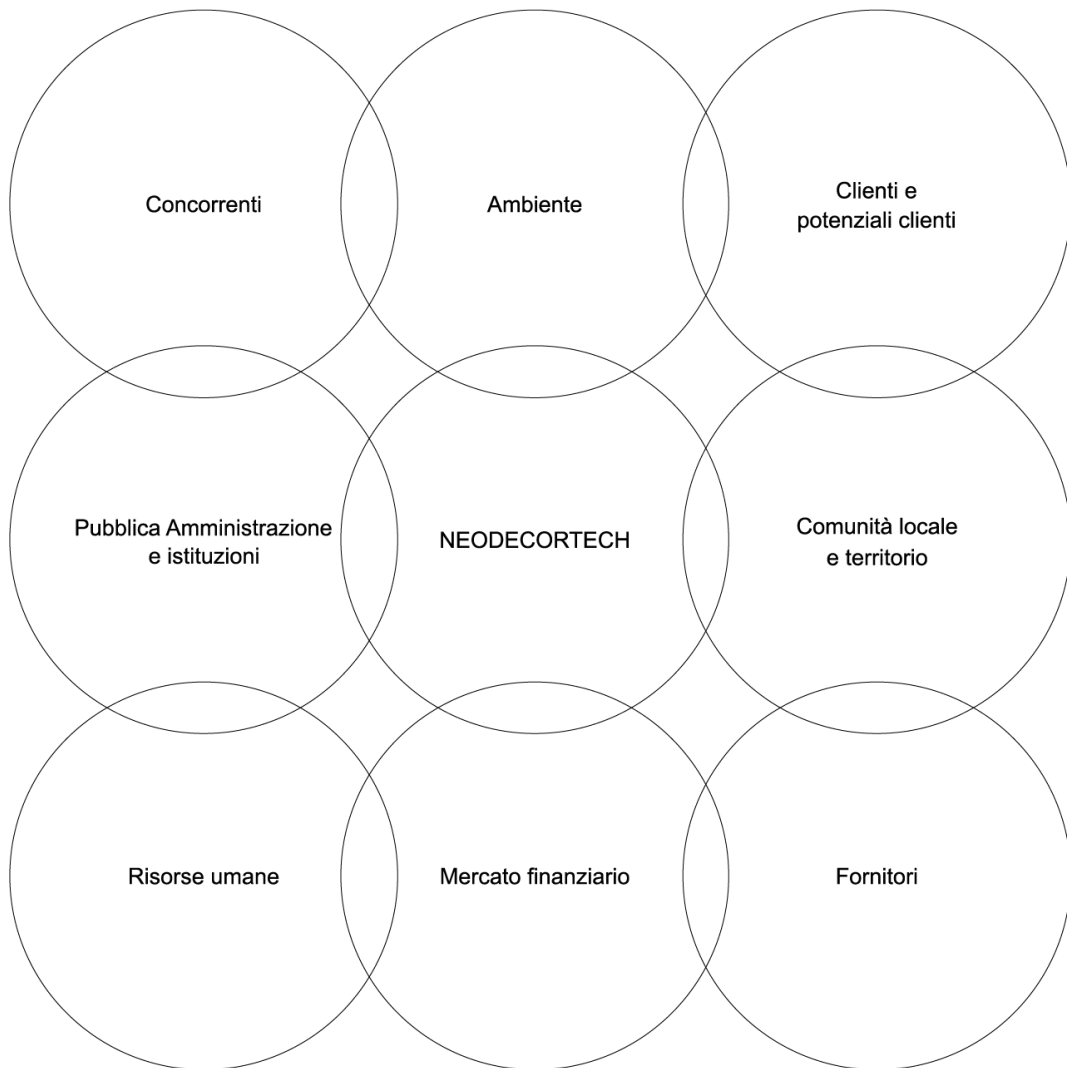 Concorrenti
Ambiente
Clienti e
potenziali clienti
Pubblica Amministrazione
e istituzioni
NEODECORTECH
Comunità locale
e territorio
Risorse umane
Mercato finanziario
Fornitori